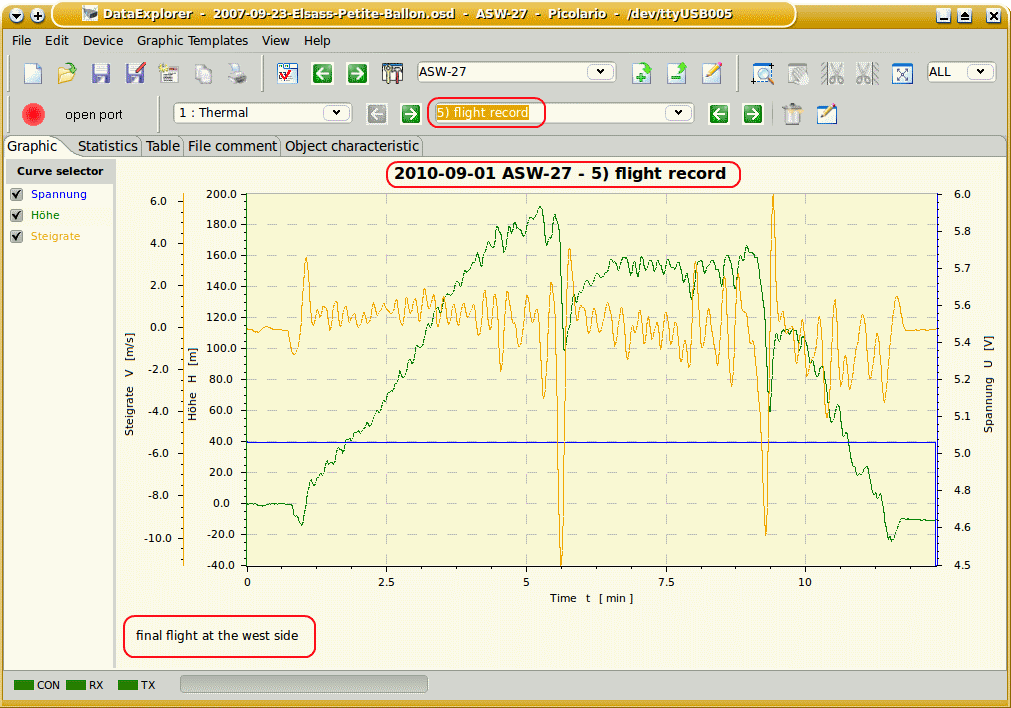 DataExplorer - 2007-09-23-Elsass-Petite-Ballon.osd - ASW-27 - Picolario - /dev/ttyUSB005
File Edit Device Graphic Templates View Help
ASW-27 ALL
open port 1 : Thermal 5) flight record
Graphic Statistics Table File comment Object characteristic
Curve selector
Spannung
Höhe
Steigrate
2010-09-01 ASW-27 - 5) flight record
Steigrate V [m/s]
6.0
4.0
2.0
0.0
-2.0
-4.0
-6.0
-8.0
-10.0
Höhe H [m]
200.0
180.0
160.0
140.0
120.0
100.0
80.0
60.0
40.0
20.0
0.0
-20.0
-40.0
6.0
5.8
5.7
5.6
5.4
5.2
5.1
5.0
4.8
4.6
4.5
Spannung U [V]
0 2.5 5 7.5 10
Time t [ min ]
final flight at the west side
CON RX TX